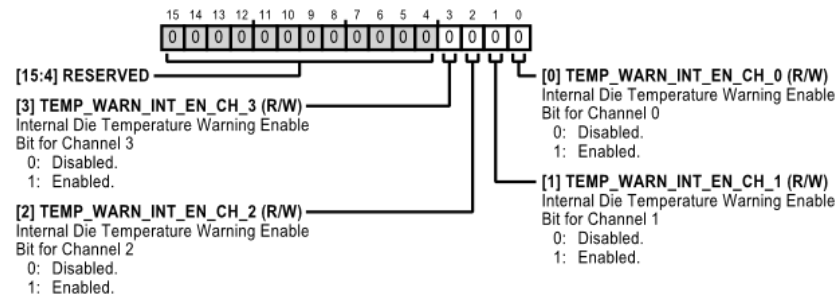 15 14 13 12 11 10 9 8 7 6 5 4 3 2 1 0
0 0 0 0 0 0 0 0 0 0 0 0 0 0 0 0
[15:4] RESERVED
[3] TEMP_WARN_INT_EN_CH_3 (R/W)
Internal Die Temperature Warning Enable
Bit for Channel 3
0: Disabled.
1: Enabled.
[2] TEMP_WARN_INT_EN_CH_2 (R/W)
Internal Die Temperature Warning Enable
Bit for Channel 2
0: Disabled.
1: Enabled.
[0] TEMP_WARN_INT_EN_CH_0 (R/W)
Internal Die Temperature Warning Enable
Bit for Channel 0
0: Disabled.
1: Enabled.
[1] TEMP_WARN_INT_EN_CH_1 (R/W)
Internal Die Temperature Warning Enable
Bit for Channel 1
0: Disabled.
1: Enabled.